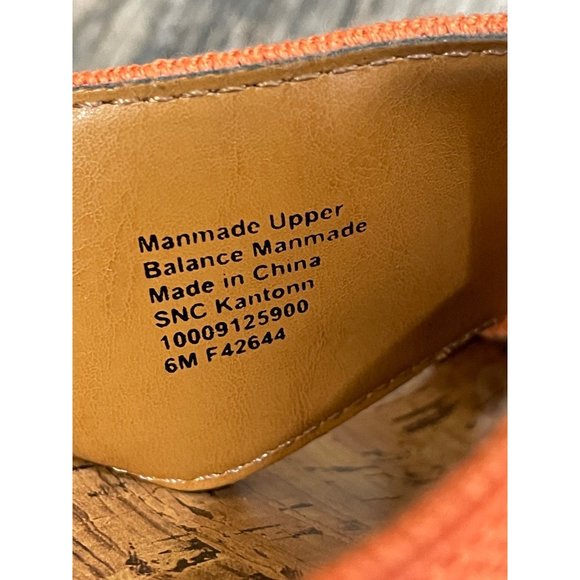 Manmade Upper
Balance Manmade
Made in China
SNC Kantonn
10009125900
6M F42644